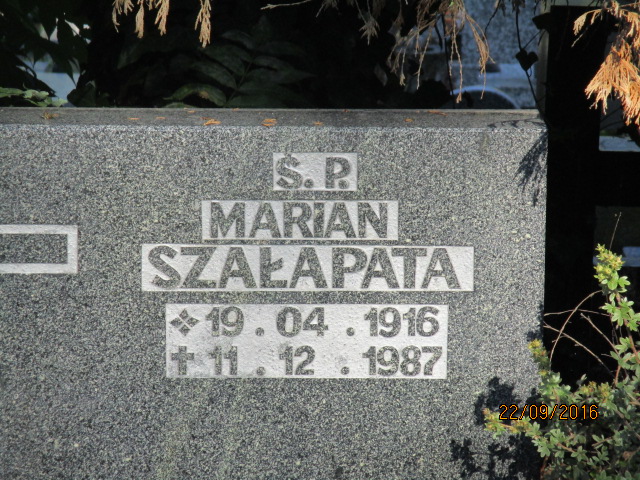 Ś. P.
MARIAN
SZAŁAPATA
19. 04. 1916
✝ 11. 12. 1987
22/09/2016